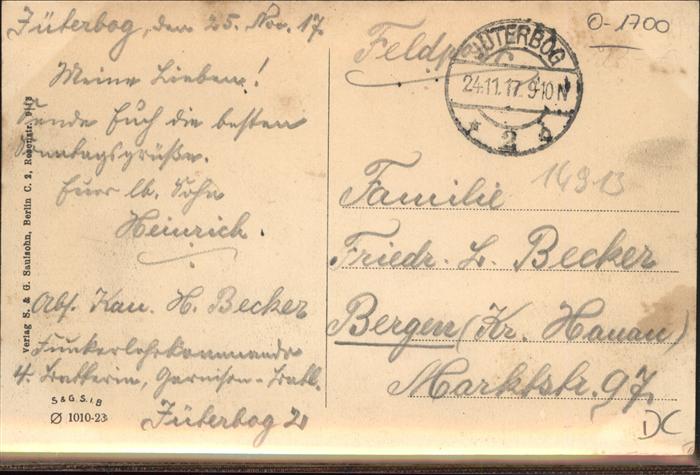 Jüterbog, den 25. Nov. 17.
Meine Lieben!
Sende Euch die besten
Sonntagsgrüße.
Euer lb. Sohn
Heinrich.
Abs. Kan. H. Becker
Funkerlehrkommando
4. Batterie, Garnison-Batl.
Jüterbog 2
Verlag S. & G. Saulsohn, Berlin C. 2, Rosenstr.
S & G. S. i B
1010-23
Feldpost
JÜTERBOG
24.11.17. 9-10 N
* 2 b
O-1700
14913
Familie
Friedr. L. Becker
Bergen (Kr. Hanau)
Marktstr. 97
DC